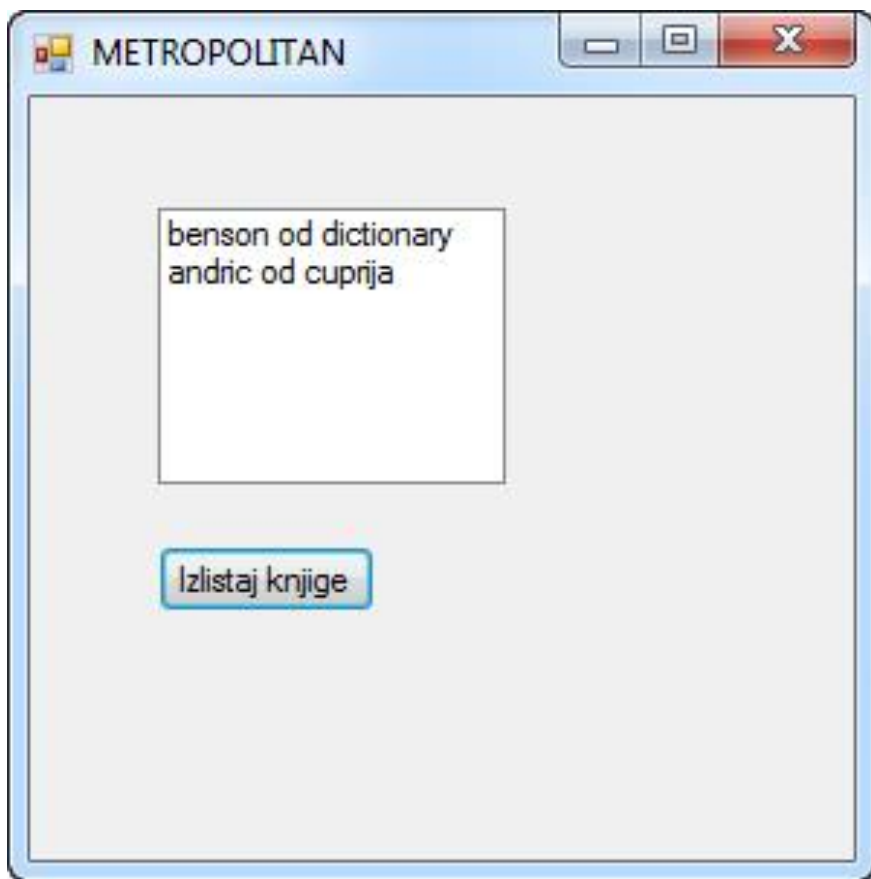 METROPOLITAN
benson od dictionary
andric od cuprija
Izlistaj knjige